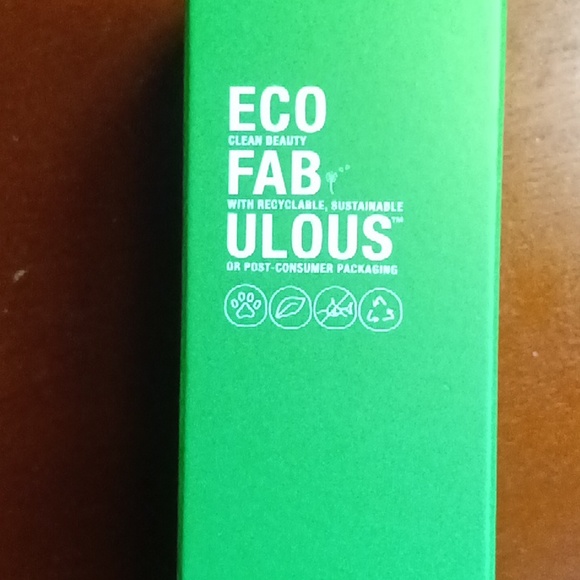 ECO
CLEAN BEAUTY
FAB
WITH RECYCLABLE, SUSTAINABLE
ULOUS™
OR POST-CONSUMER PACKAGING